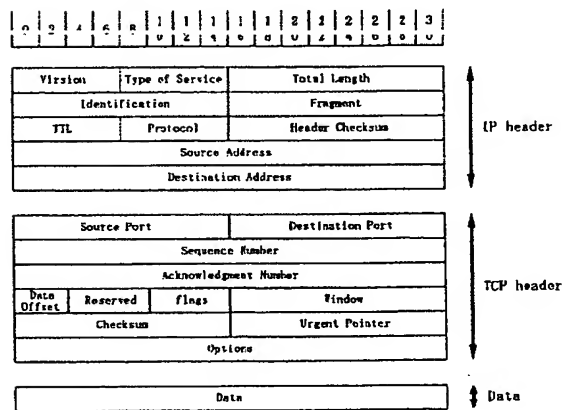 1 1 1 1 1 2 2 2 2 2 3
0 2 4 6 8 0 2 4 6 8 0 2 4 6 8 0
Virsion Type of Service Total Length
Identification Fragment
TTL Protocol Header Checksum
Source Address
Destination Address
IP header
Source Port Destination Port
Sequence Number
Acknowledgment Number
Data Offset Reserved flags Window
Checksum Urgent Pointer
Options
TCP header
Data
Data